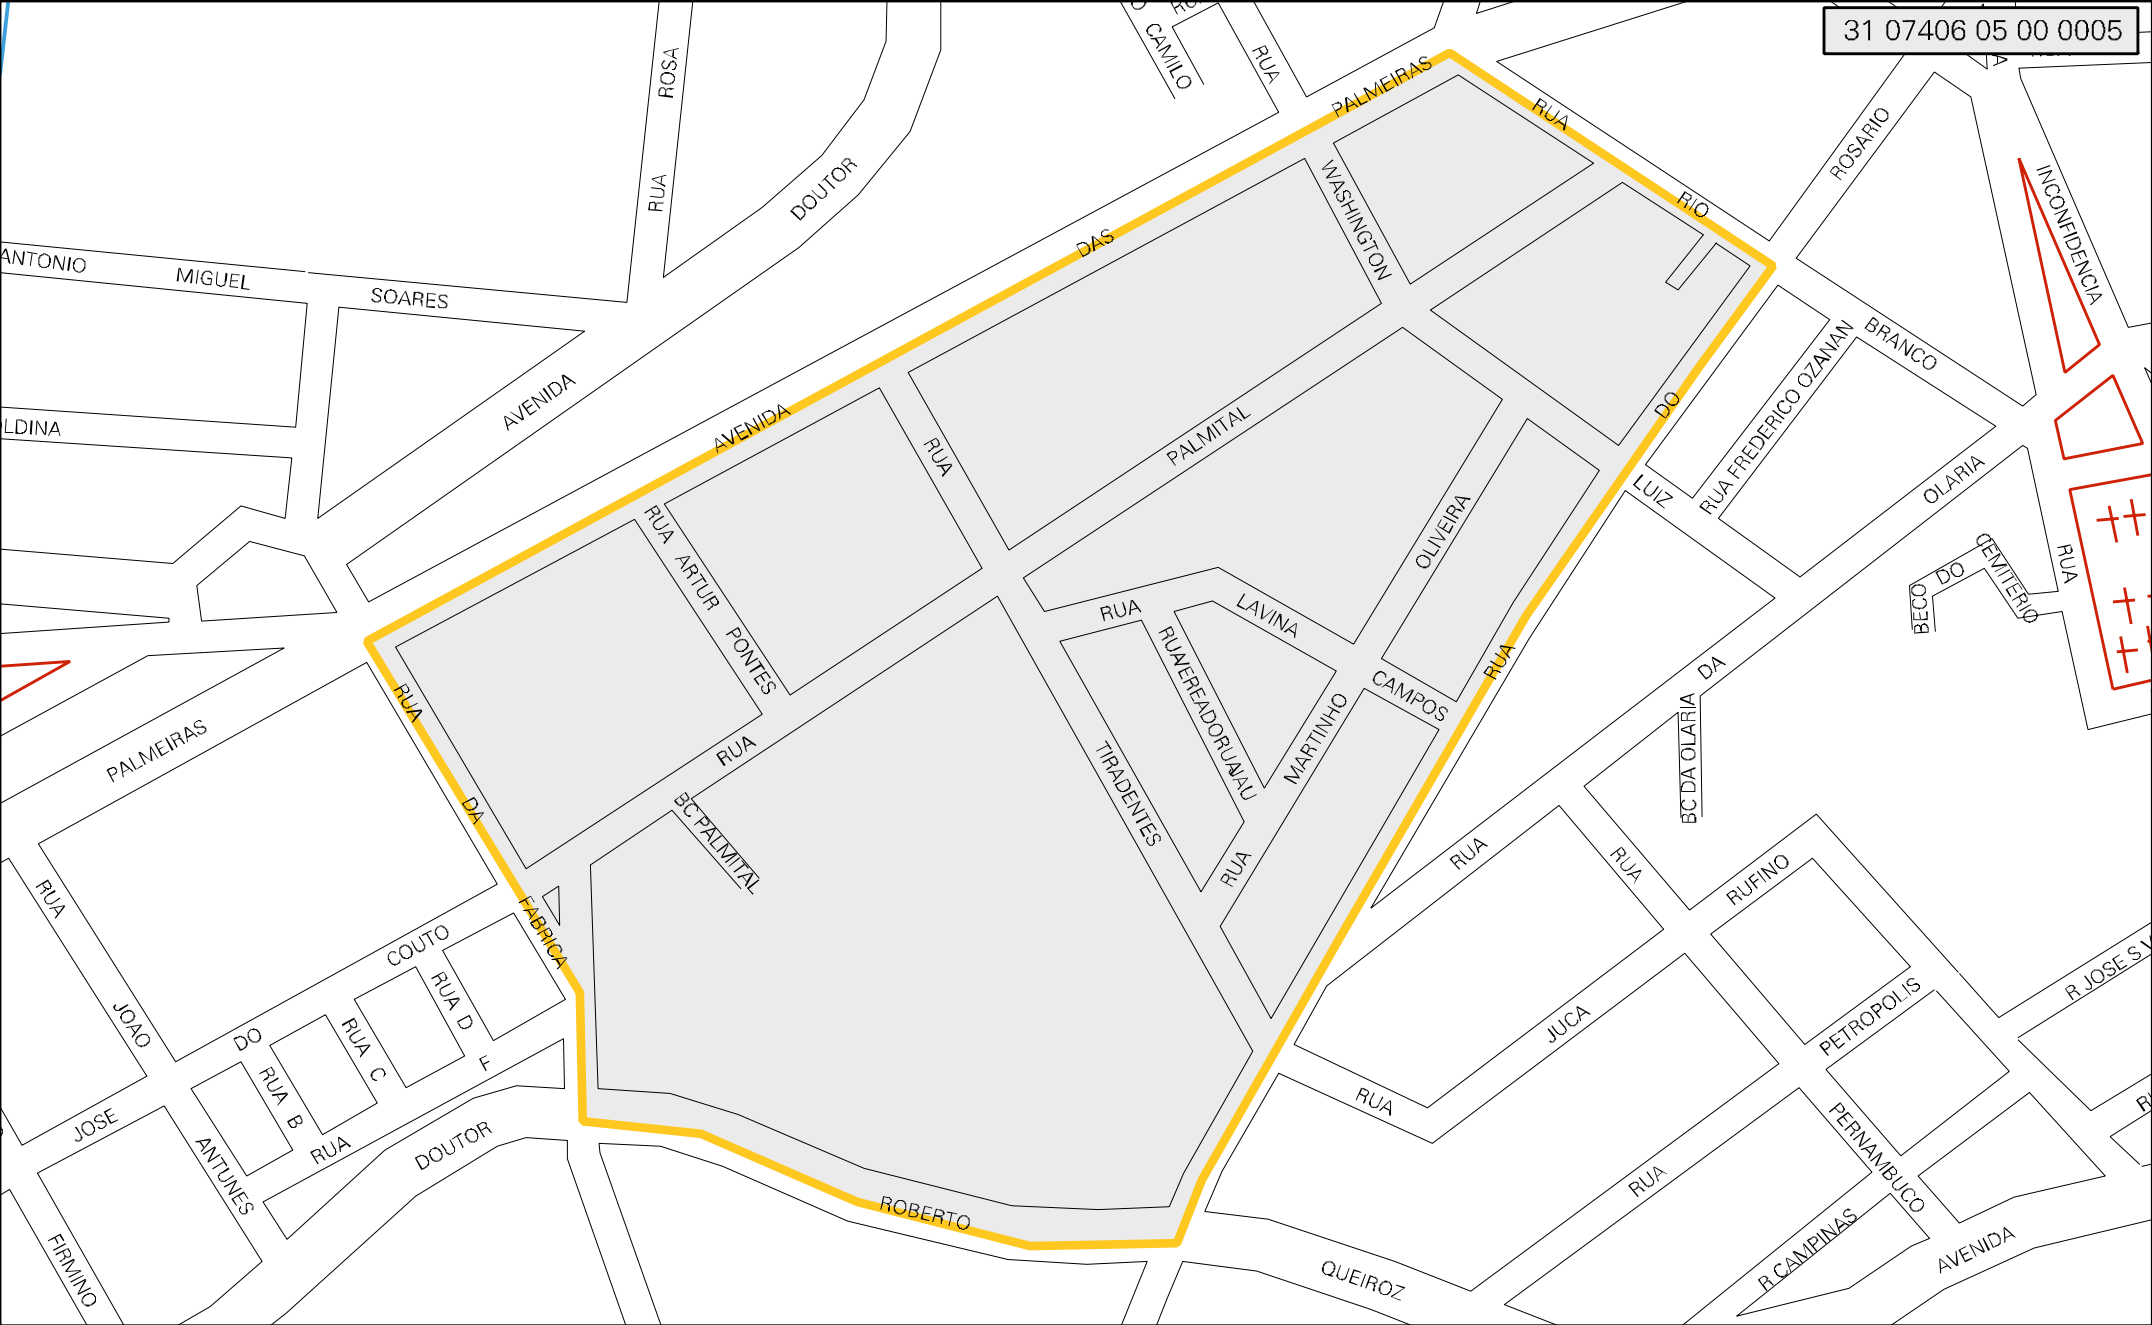 31 07406 05 00 0005
CAMILO
RUA
PALMEIRAS
RUA
ROSA
RUA
DOUTOR
ROSARIO
RIO
INCONFIDENCIA
WASHINGTON
DAS
ANTONIO
MIGUEL
SOARES
BRANCO
RUA FREDERICO OZANAN
AVENIDA
AVENIDA
DO
LDINA
RUA
PALMITAL
LUIZ
OLARIA
OLIVEIRA
RUA
ARTUR
PONTES
RUA
LAVINA
CAMPOS
RUA
BECO
DO
CEMITERIO
RUA
RUA VEREADOR
MARTINHO
RUA
TIRADENTES
DA
BC DA OLARIA
RUA
DA
FABRICA
PALMEIRAS
RUA
BC PALMITAL
RUA
RUA
RUFINO
RUA
JOAO
COUTO
DO
RUA D
RUA C
RUA B
F
RUA
JOSE
ANTUNES
DOUTOR
JUCA
RUA
PETROPOLIS
R JOSE S
PERNAMBUCO
RUA
ROBERTO
QUEIROZ
R CAMPINAS
AVENIDA
FIRMINO